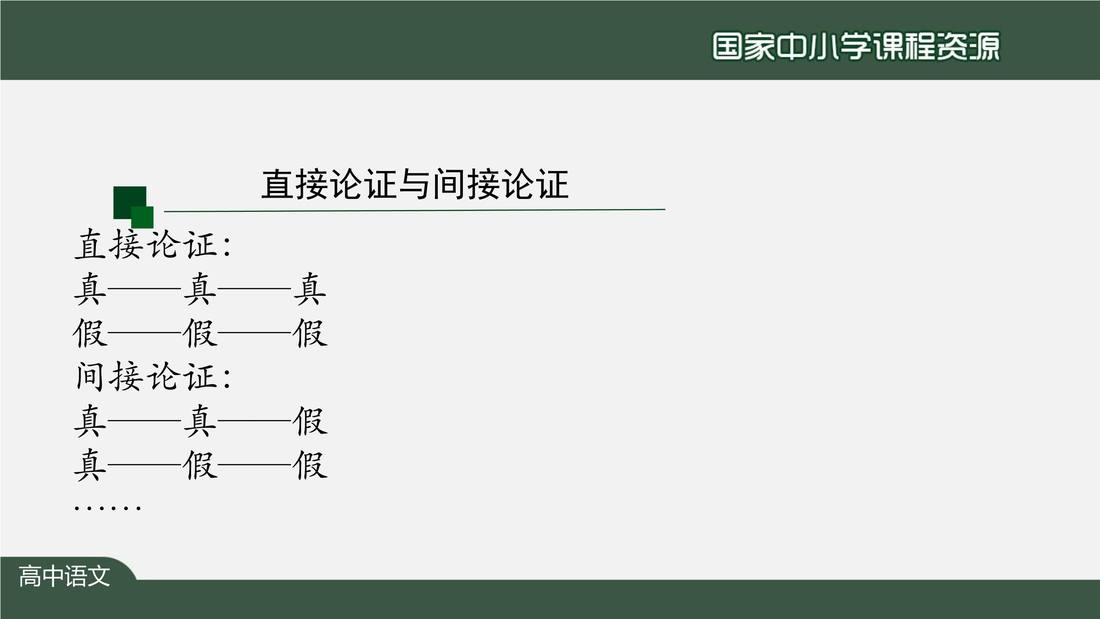 国家中小学课程资源
直接论证与间接论证
直接论证：
真——真——真
假——假——假
间接论证：
真——真——假
真——假——假
……
高中语文